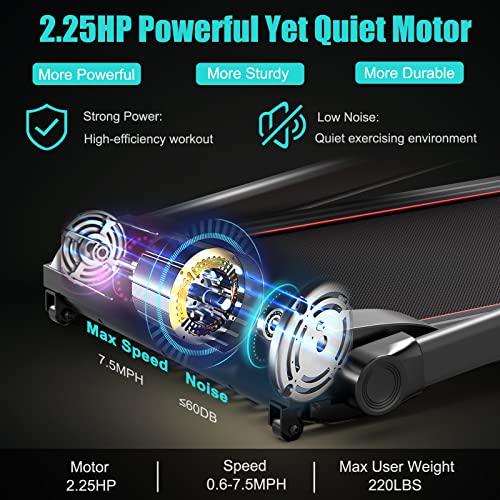 2.25HP Powerful Yet Quiet Motor
More Powerful
More Sturdy
More Durable
Strong Power:
High-efficiency workout
Low Noise:
Quiet exercising environment
Max Speed
7.5MPH
Noise
≤60DB
Motor
2.25HP
Speed
0.6-7.5MPH
Max User Weight
220LBS